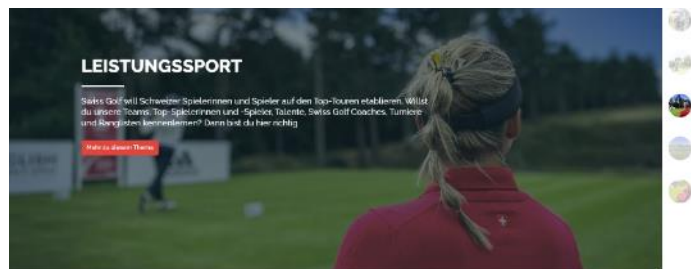 LEISTUNGSSPORT
Swiss Golf will Schweizer Spielerinnen und Spieler auf den Top-Touren etablieren. Willst
du unsere Teams, Top-Spielerinnen und -Spieler, Talente, Swiss Golf Coaches, Turniere
und Ranglisten kennenlernen? Dann bist du hier richtig
Mehr zu diesem Thema